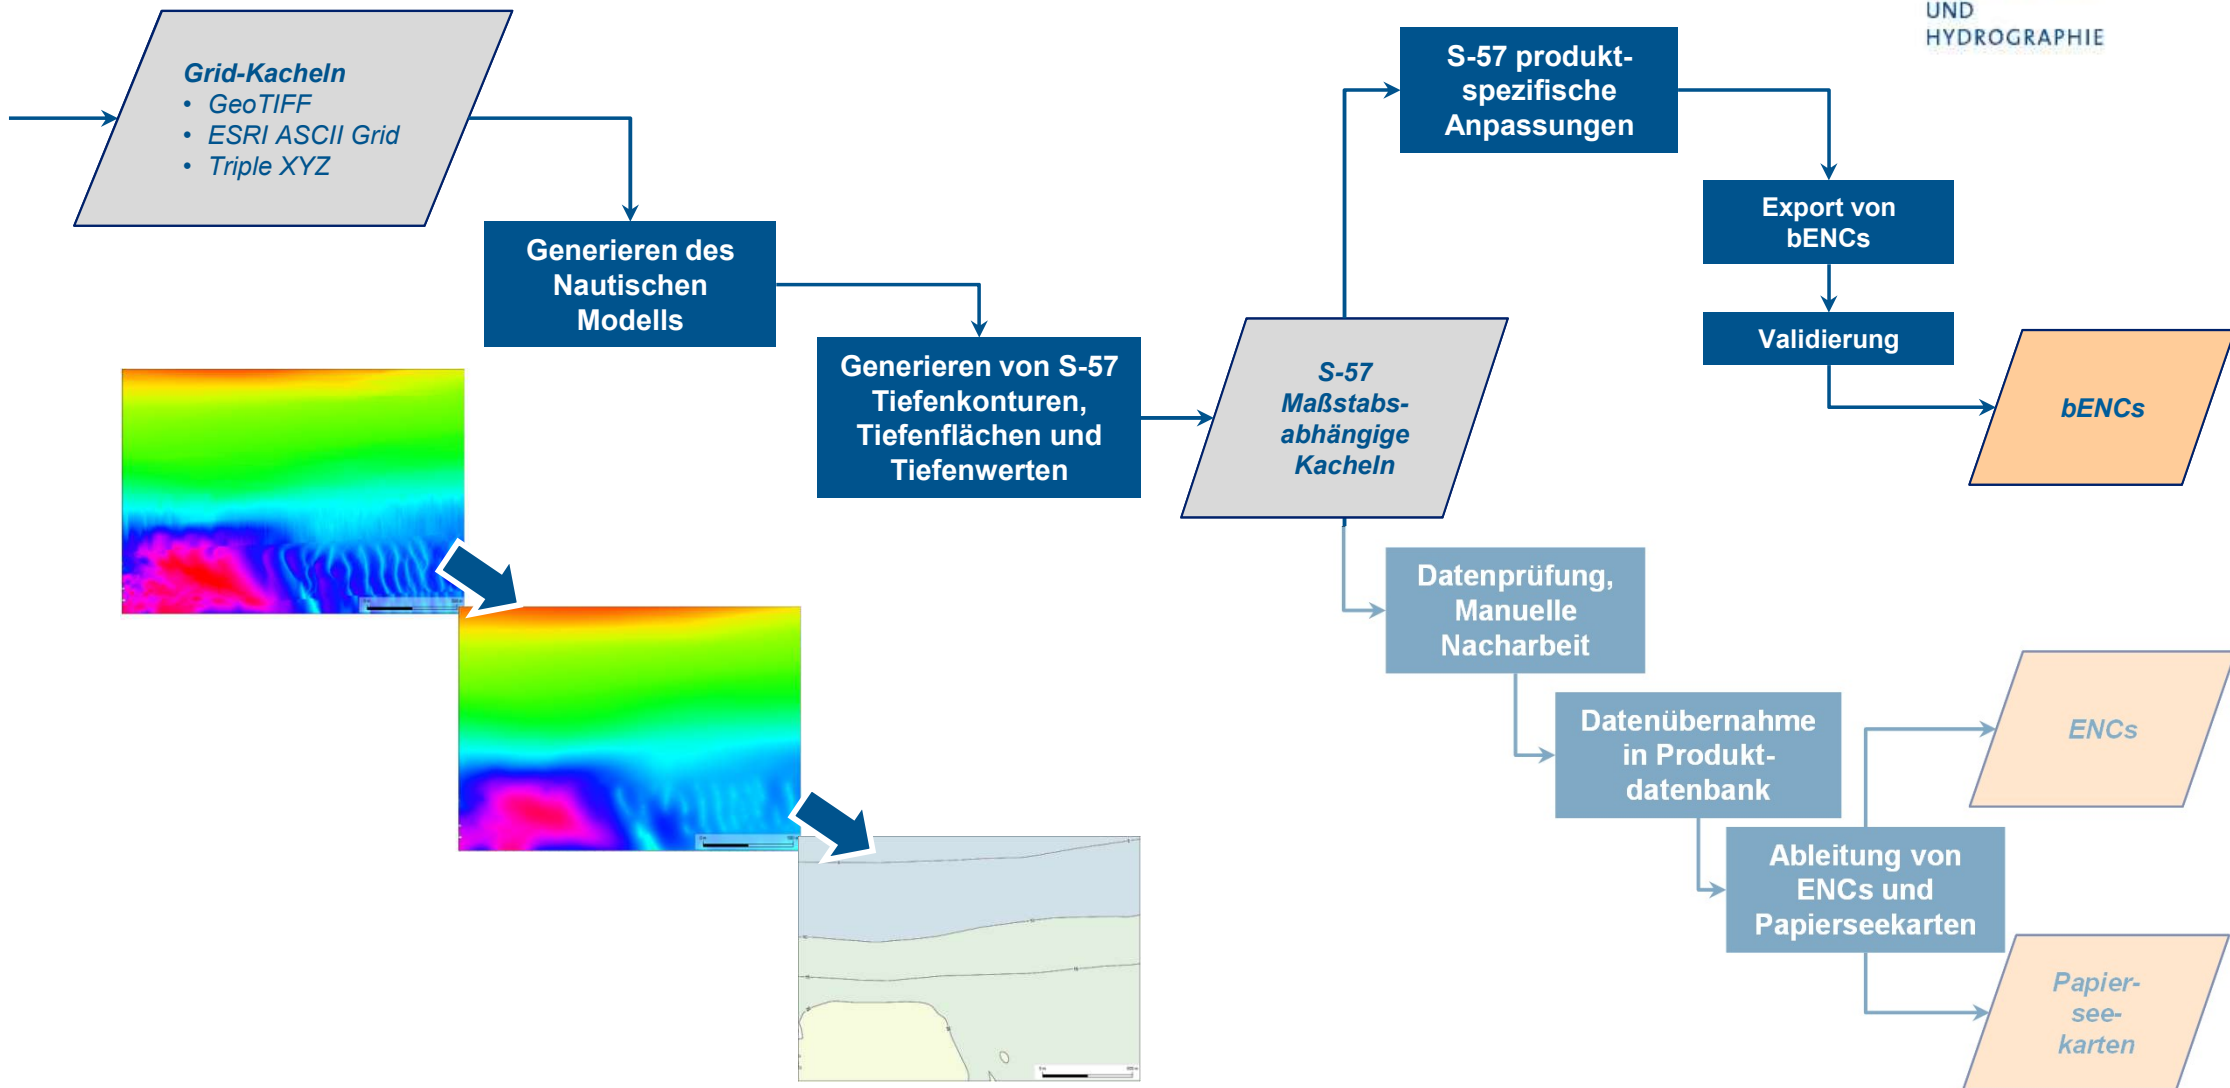 UND
HYDROGRAPHIE
Grid-Kacheln
• GeoTIFF
• ESRI ASCII Grid
• Triple XYZ
Generieren des
Nautischen
Modells
Generieren von S-57
Tiefenkonturen,
Tiefenflächen und
Tiefenwerten
S-57
Maßstabs-
abhängige
Kacheln
S-57 produkt-
spezifische
Anpassungen
Export von
bENCs
Validierung
bENCs
Datenprüfung,
Manuelle
Nacharbeit
Datenübernahme
in Produkt-
datenbank
Ableitung von
ENCs und
Papierseekarten
ENCs
Papier-
see-
karten